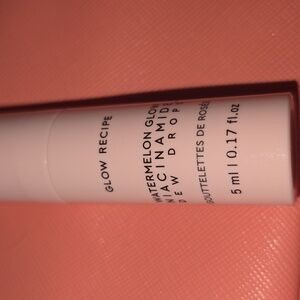 GLOW RECIPE
WATERMELON GLOW
NIACINAMIDE
DEW DROPS
GOUTTELETTES DE ROSÉE
5 ml | 0.17 fl.oz